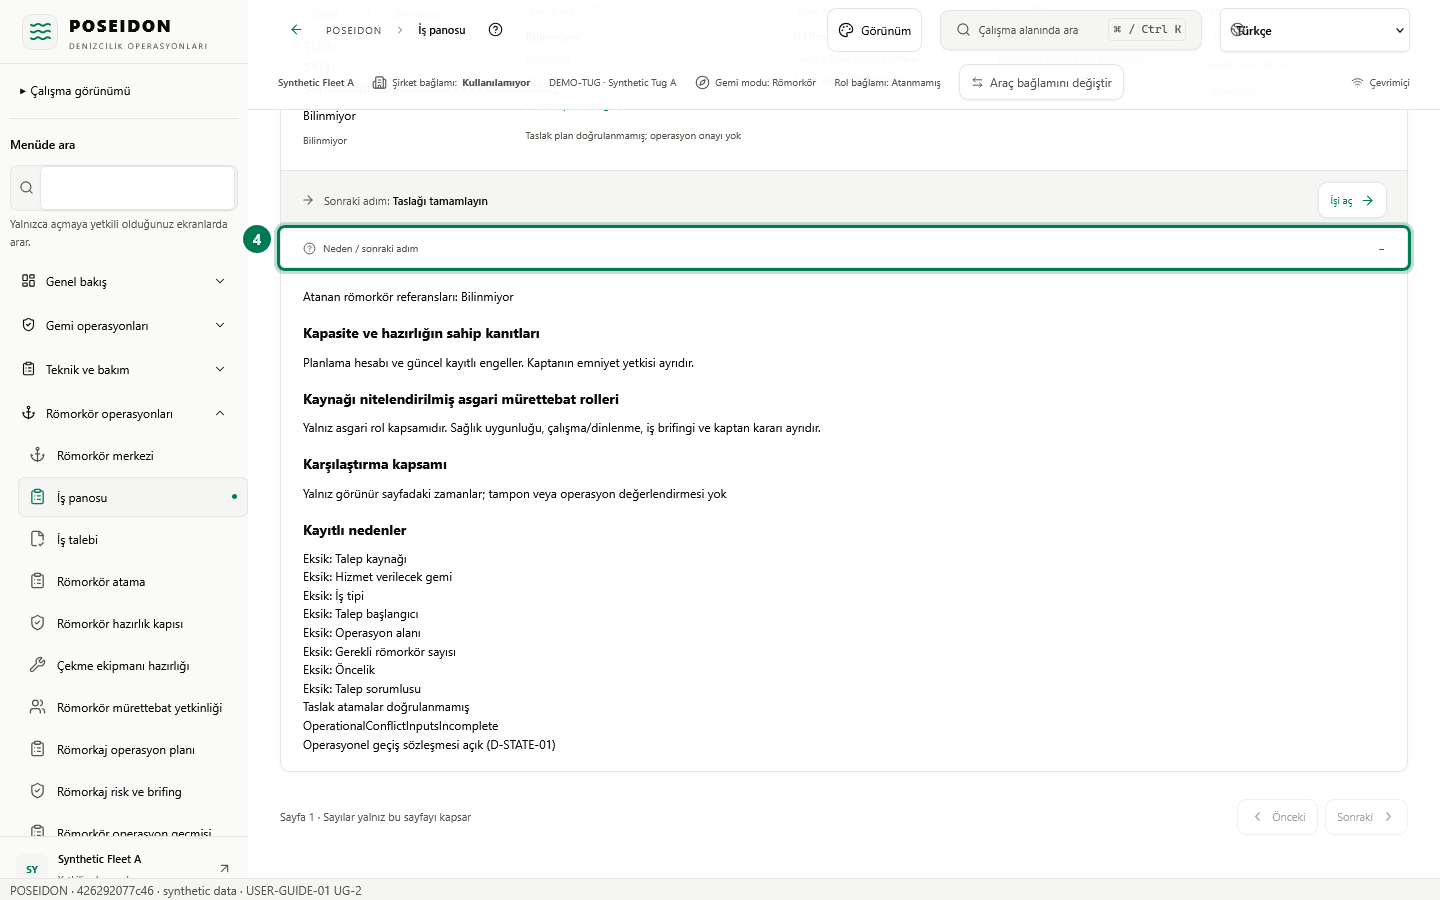 POSEIDON
DENİZCİLİK OPERASYONLARI
▸ Çalışma görünümü
Menüde ara
Yalnızca açmaya yetkili olduğunuz ekranlarda
arar.
Genel bakış
Gemi operasyonları
Teknik ve bakım
Römorkör operasyonları
Römorkör merkezi
İş panosu
İş talebi
Römorkör atama
Römorkör hazırlık kapısı
Çekme ekipmanı hazırlığı
Römorkör mürettebat yetkinliği
Römorkaj operasyon planı
Römorkaj risk ve brifing
Römorkör operasyon geçmişi
SY
Synthetic Fleet A
POSEIDON
İş panosu
Görünüm
Çalışma alanında ara
⌘ / Ctrl K
Türkçe
Synthetic Fleet A
Şirket bağlamı: Kullanılamıyor
DEMO-TUG · Synthetic Tug A
Gemi modu: Römorkör
Rol bağlamı: Atanmamış
Araç bağlamını değiştir
Çevrimiçi
Bilinmiyor
Bilinmiyor
Taslak plan doğrulanmamış; operasyon onayı yok
Sonraki adım: Taslağı tamamlayın
İşi aç
4
Neden / sonraki adım
–
Atanan römorkör referansları: Bilinmiyor
Kapasite ve hazırlığın sahip kanıtları
Planlama hesabı ve güncel kayıtlı engeller. Kaptanın emniyet yetkisi ayrıdır.
Kaynağı nitelendirilmiş asgari mürettebat rolleri
Yalnız asgari rol kapsamıdır. Sağlık uygunluğu, çalışma/dinlenme, iş brifingi ve kaptan kararı ayrıdır.
Karşılaştırma kapsamı
Yalnız görünür sayfadaki zamanlar; tampon veya operasyon değerlendirmesi yok
Kayıtlı nedenler
Eksik: Talep kaynağı
Eksik: Hizmet verilecek gemi
Eksik: İş tipi
Eksik: Talep başlangıcı
Eksik: Operasyon alanı
Eksik: Gerekli römorkör sayısı
Eksik: Öncelik
Eksik: Talep sorumlusu
Taslak atamalar doğrulanmamış
OperationalConflictInputsIncomplete
Operasyonel geçiş sözleşmesi açık (D-STATE-01)
Sayfa 1 · Sayılar yalnız bu sayfayı kapsar
Önceki
Sonraki
POSEIDON · 426292077c46 · synthetic data · USER-GUIDE-01 UG-2